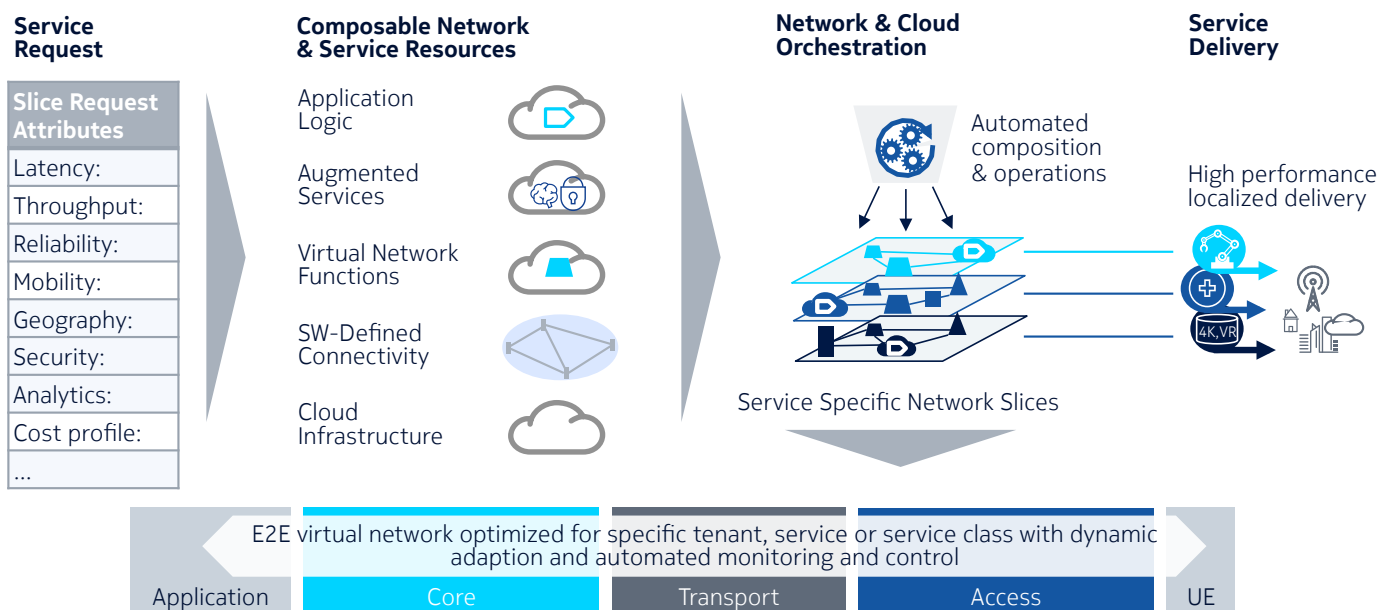 Service
Request
Slice Request
Attributes
Latency:
Throughput:
Reliability:
Mobility:
Geography:
Security:
Analytics:
Cost profile:
...
Composable Network
& Service Resources
Application
Logic
Augmented
Services
Virtual Network
Functions
SW-Defined
Connectivity
Cloud
Infrastructure
Network & Cloud
Orchestration
Automated
composition
& operations
Service Specific Network Slices
Service
Delivery
High performance
localized delivery
4K,VR
E2E virtual network optimized for specific tenant, service or service class with dynamic
adaption and automated monitoring and control
Application
Core
Transport
Access
UE